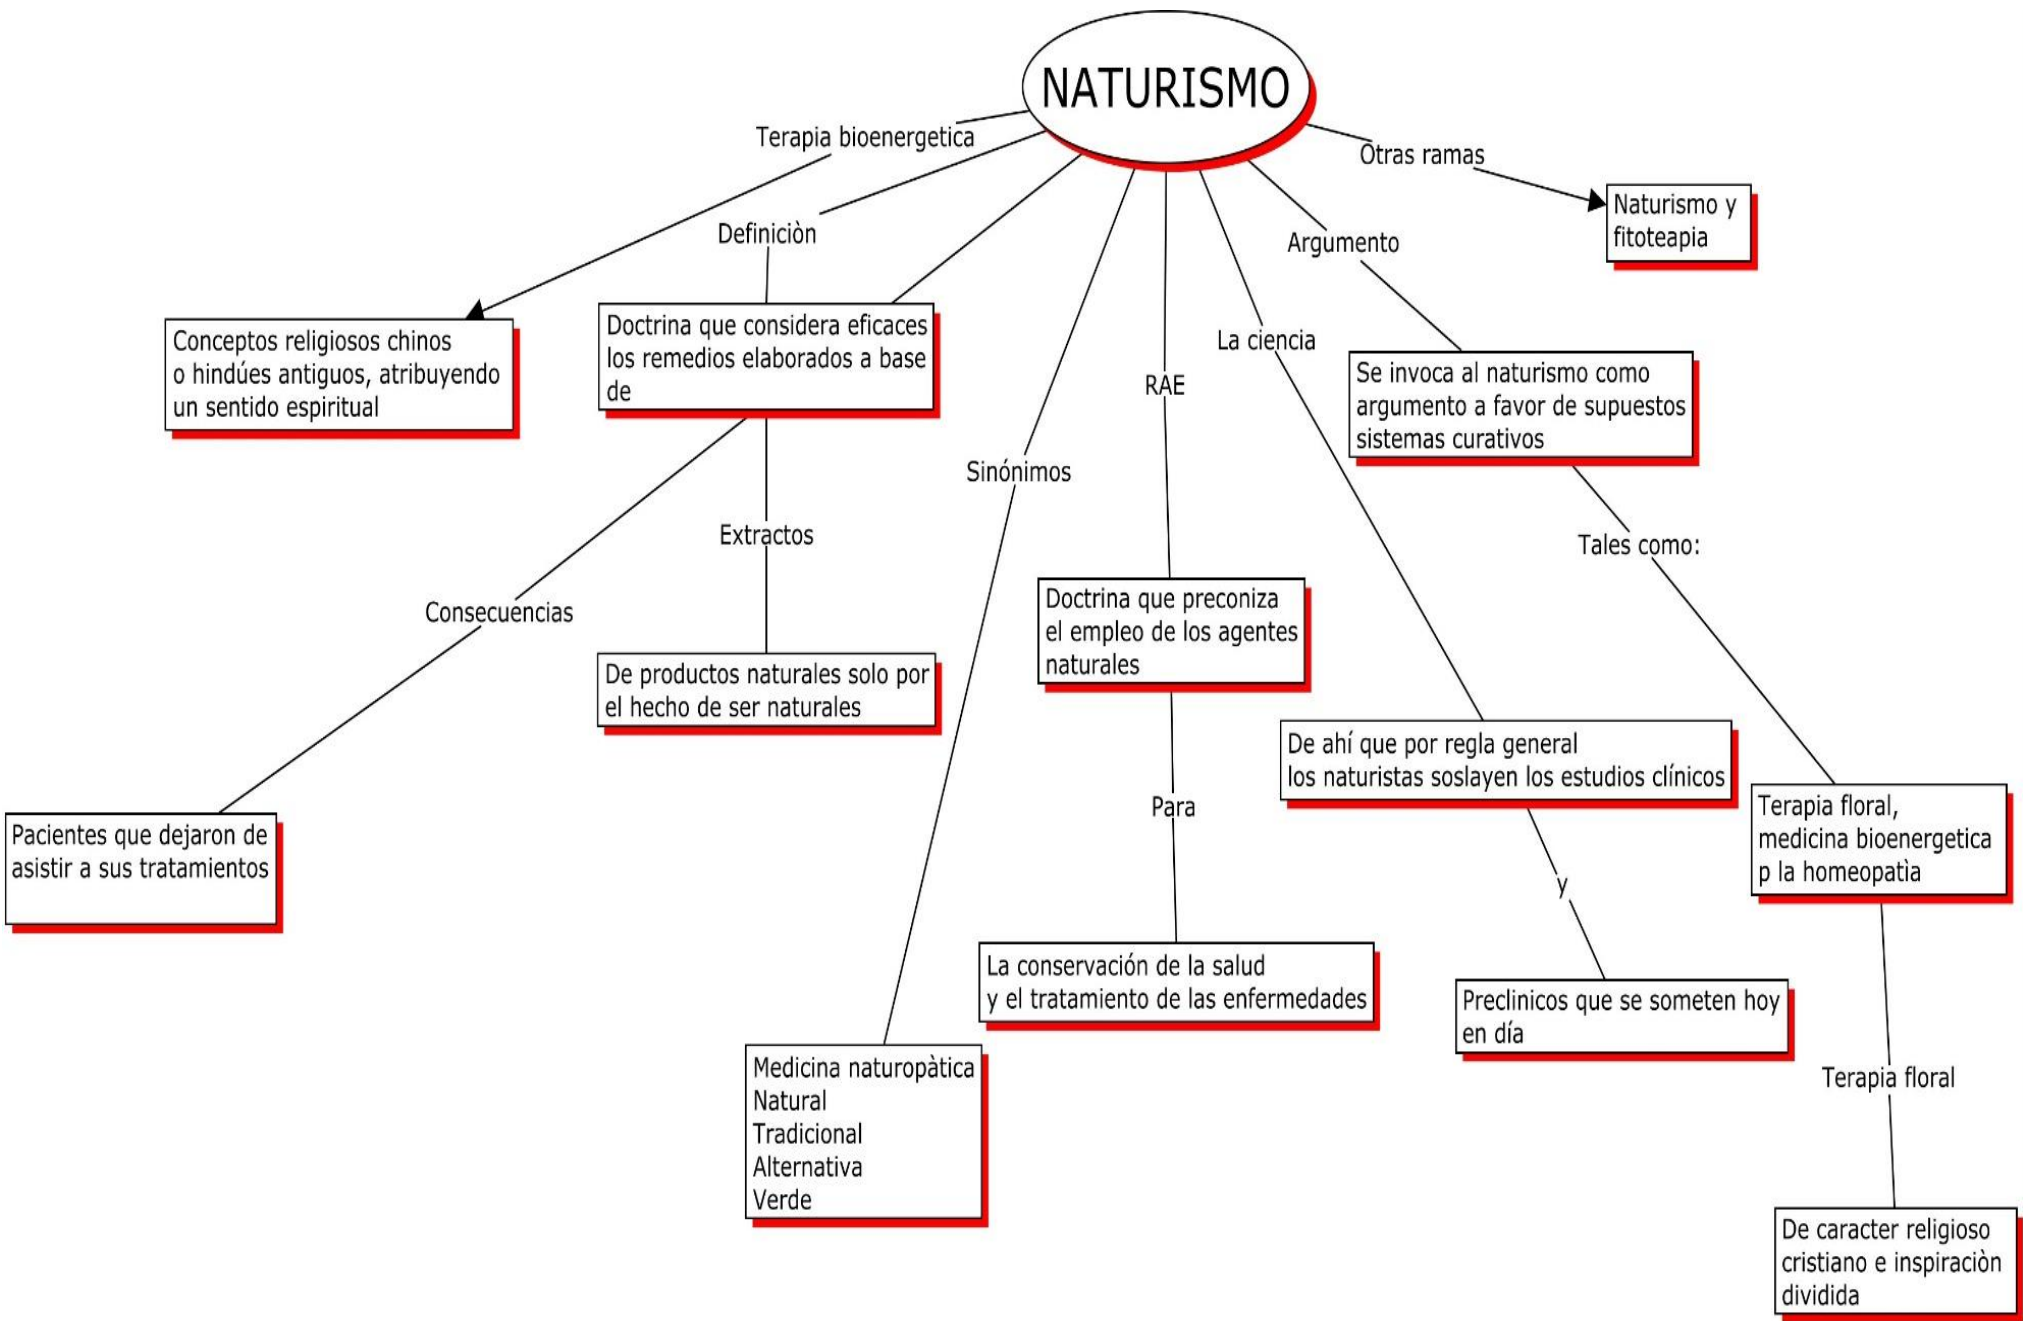 NATURISMO
Terapia bioenergetica
Otras ramas
Naturismo y
fitoteapia
Definiciòn
Argumento
Conceptos religiosos chinos
o hindúes antiguos, atribuyendo
un sentido espiritual
Doctrina que considera eficaces
los remedios elaborados a base
de
La ciencia
RAE
Se invoca al naturismo como
argumento a favor de supuestos
sistemas curativos
Sinónimos
Extractos
Tales como:
Consecuencias
Doctrina que preconiza
el empleo de los agentes
naturales
De productos naturales solo por
el hecho de ser naturales
De ahí que por regla general
los naturistas soslayen los estudios clínicos
Para
Terapia floral,
medicina bioenergetica
p la homeopatìa
Pacientes que dejaron de
asistir a sus tratamientos
y
La conservación de la salud
y el tratamiento de las enfermedades
Preclinicos que se someten hoy
en día
Medicina naturopàtica
Natural
Tradicional
Alternativa
Verde
Terapia floral
De caracter religioso
cristiano e inspiraciòn
dividida